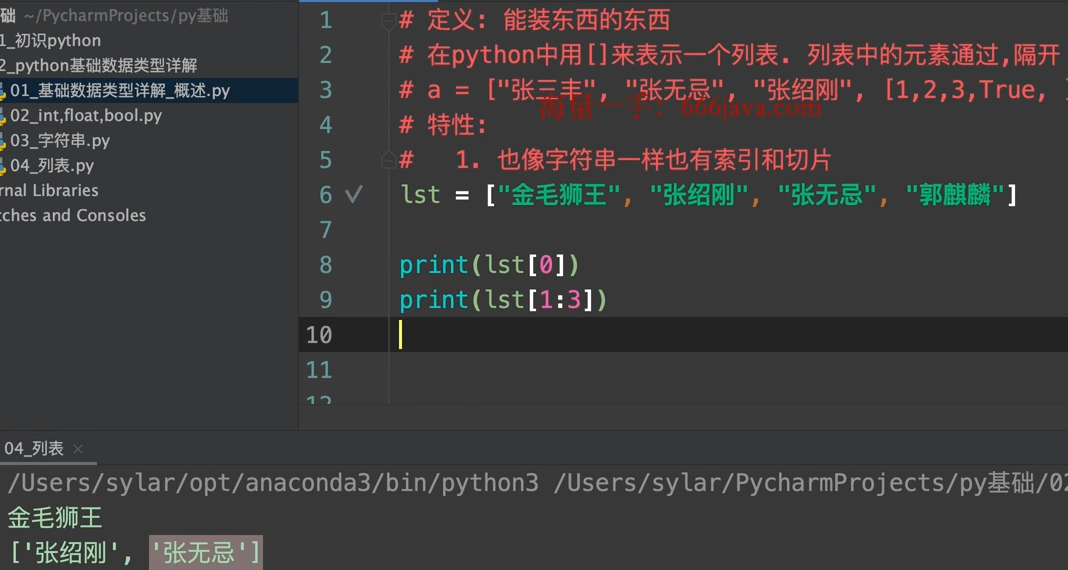 础 ~/PycharmProjects/py基础
1_初识python
2_python基础数据类型详解
01_基础数据类型详解_概述.py
02_int,float,bool.py
03_字符串.py
04_列表.py
rnal Libraries
tches and Consoles
1 # 定义: 能装东西的东西
2 # 在python中用[]来表示一个列表. 列表中的元素通过,隔开
3 # a = ["张三丰", "张无忌", "张绍刚", [1,2,3,True, ]
海量一手: 666java.com
4 # 特性:
5 #   1. 也像字符串一样也有索引和切片
6 lst = ["金毛狮王", "张绍刚", "张无忌", "郭麒麟"]
7
8 print(lst[0])
9 print(lst[1:3])
10
11
12
04_列表 ×
/Users/sylar/opt/anaconda3/bin/python3 /Users/sylar/PycharmProjects/py基础/02
金毛狮王
['张绍刚', '张无忌']